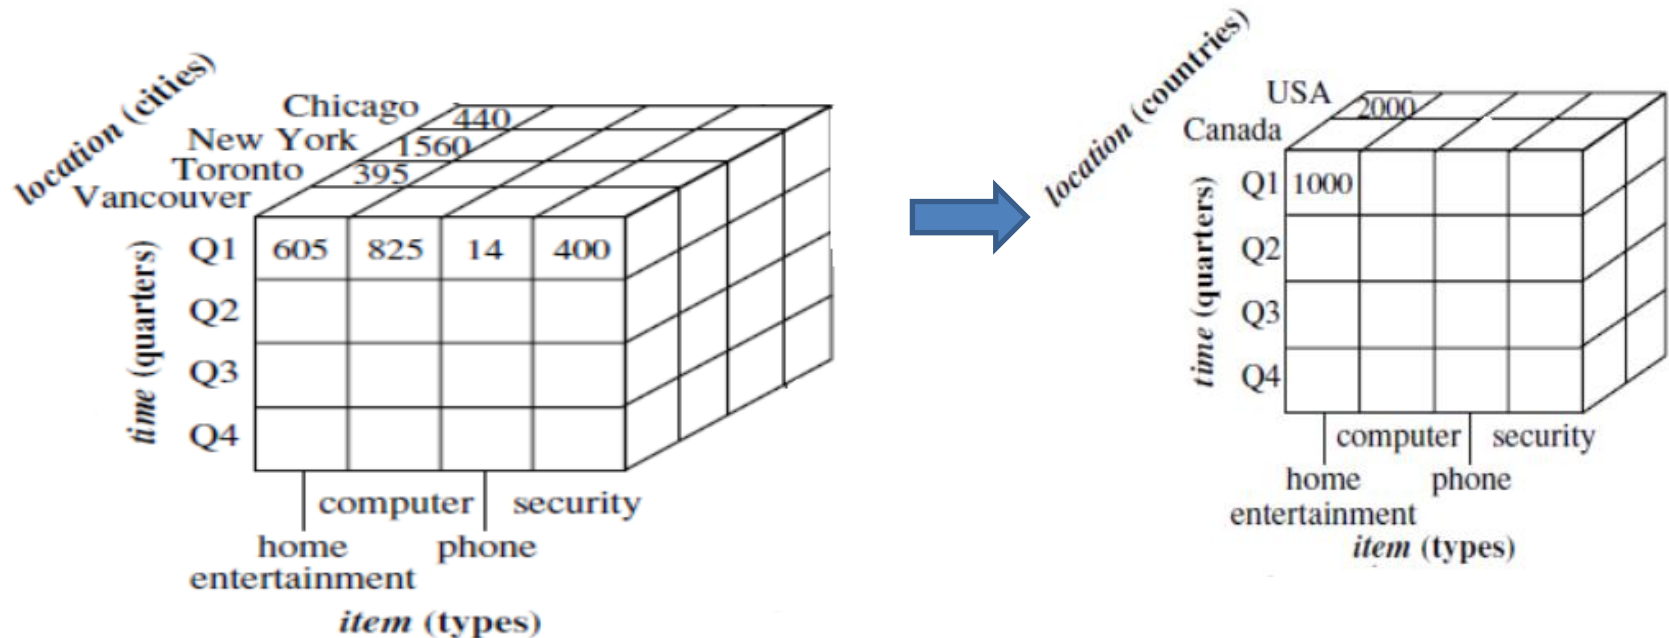 location (cities)
Chicago
440
New York
1560
Toronto
395
Vancouver
time (quarters)
Q1 605 825 14 400
Q2
Q3
Q4
computer security
home phone
entertainment
item (types)
location (countries)
USA
2000
Canada
time (quarters)
Q1 1000
Q2
Q3
Q4
computer security
home phone
entertainment
item (types)